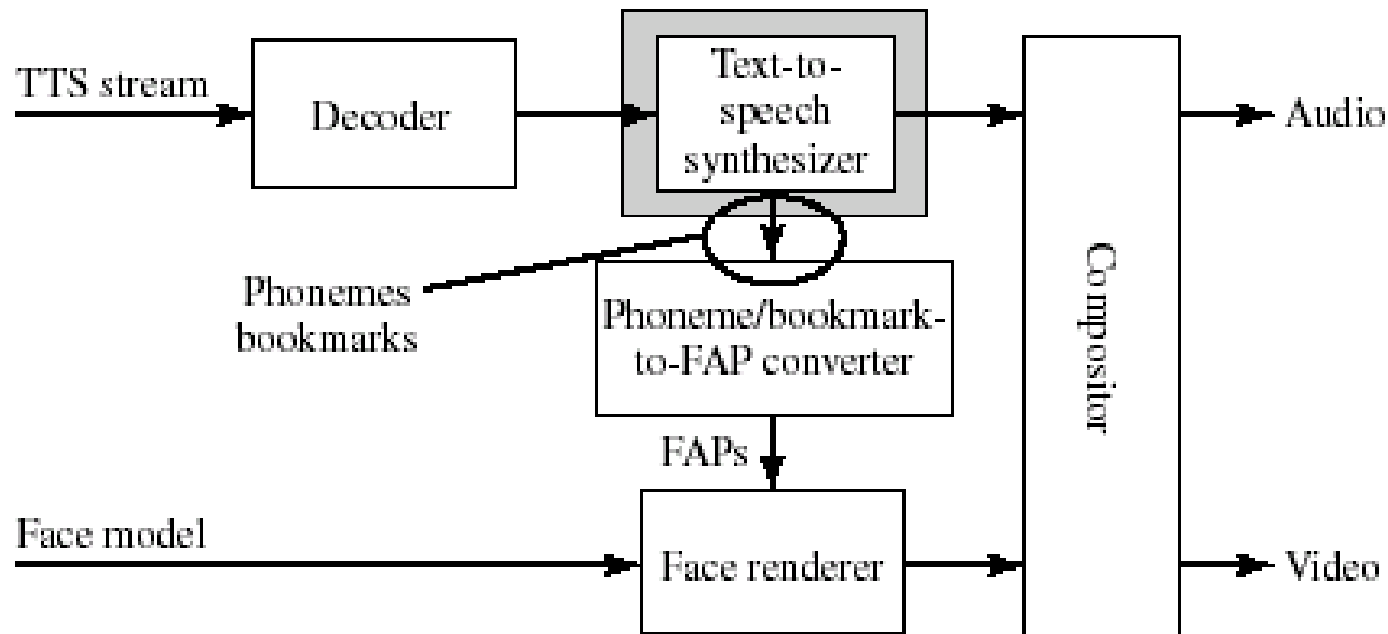 TTS stream
Decoder
Text-to-
speech
synthesizer
Audio
Phonemes
bookmarks
Phoneme/bookmark-
to-FAP converter
Compositor
FAPs
Face model
Face renderer
Video